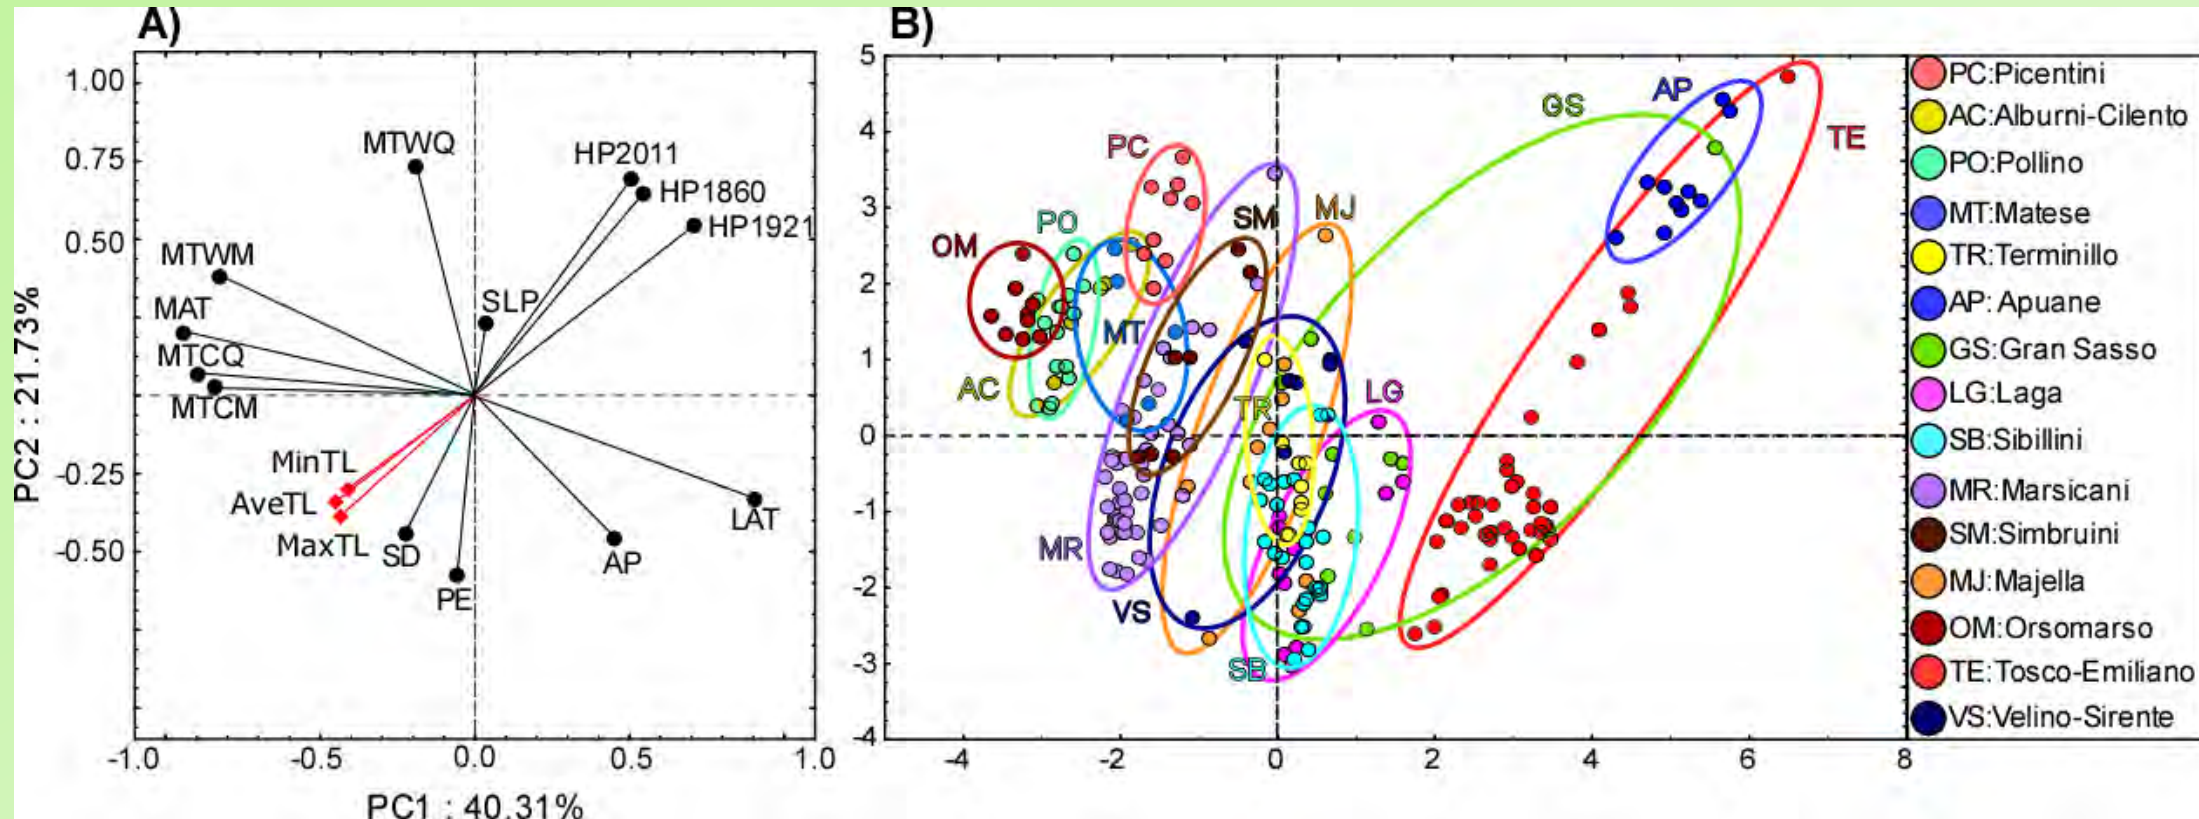 A)
1.00
0.75
0.50
-0.25
-0.50
PC2 : 21.73%
MTWQ
HP2011
HP1860
HP1921
MTWM
MAT
SLP
MTCQ
MTCM
MinTL
AveTL
MaxTL
SD
PE
AP
LAT
-1.0 -0.5 0.0 0.5 1.0
PC1 : 40.31%
B)
5
4
3
2
1
0
-1
-2
-3
-4
-4 -2 0 2 4 6 8
AP
GS
TE
PC
PO
SM
MJ
OM
MT
AC
TR
LG
MR
VS
SB
PC:Picentini
AC:Alburni-Cilento
PO:Pollino
MT:Matese
TR:Terminillo
AP: Apuane
GS:Gran Sasso
LG:Laga
SB:Sibillini
MR:Marsicani
SM:Simbruini
MJ:Majella
OM:Orsomarso
TE:Tosco-Emiliano
VS:Velino-Sirente